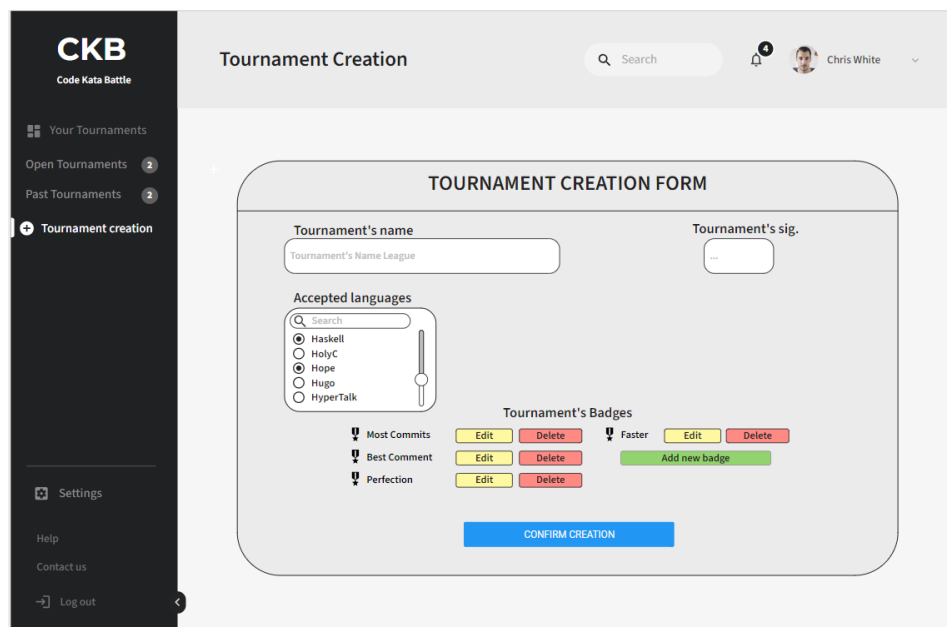 CKB
Code Kata Battle
Your Tournaments
Open Tournaments 2
Past Tournaments 2
Tournament creation
Settings
Help
Contact us
Log out
Tournament Creation
Search
4
Chris White
TOURNAMENT CREATION FORM
Tournament's name
Tournament's Name League
Tournament's sig.
...
Accepted languages
Search
Haskell
HolyC
Hope
Hugo
HyperTalk
Tournament's Badges
Most Commits Edit Delete
Faster Edit Delete
Best Comment Edit Delete
Add new badge
Perfection Edit Delete
CONFIRM CREATION